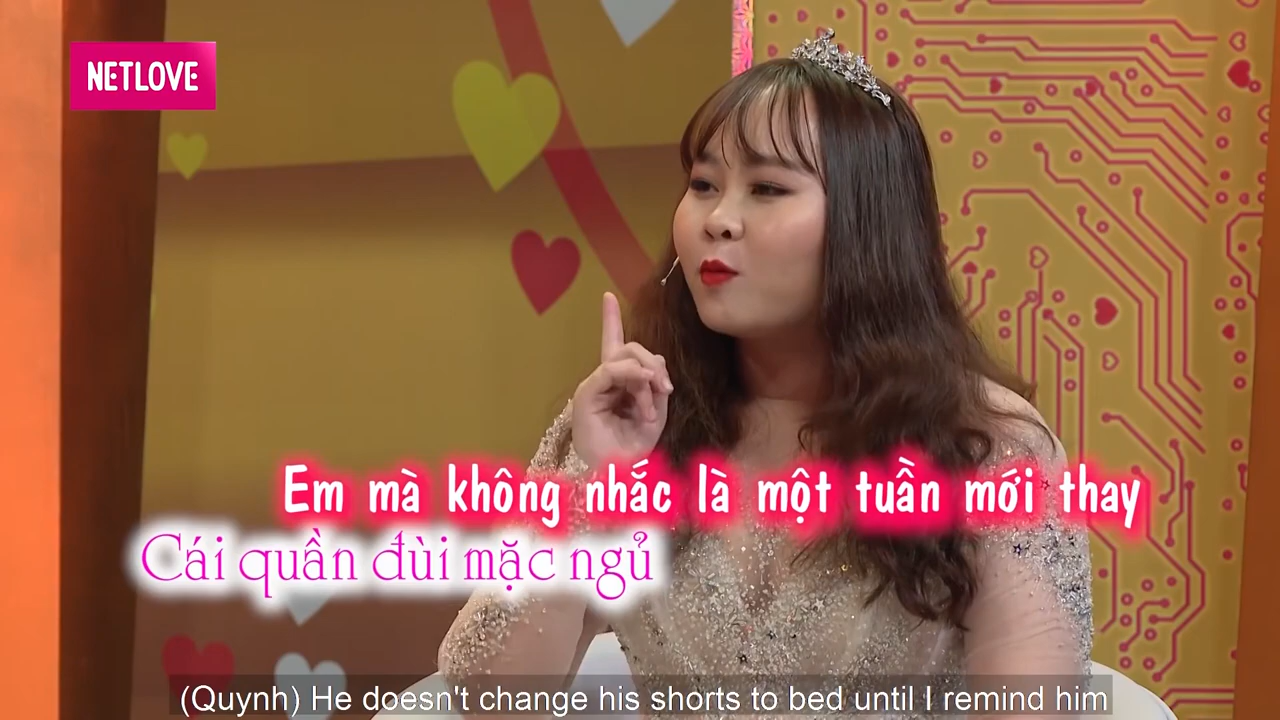 NETLOVE
Em mà không nhắc là một tuần mới thay
Cái quần đùi mặc ngủ
(Quynh) He doesn't change his shorts to bed until I remind him